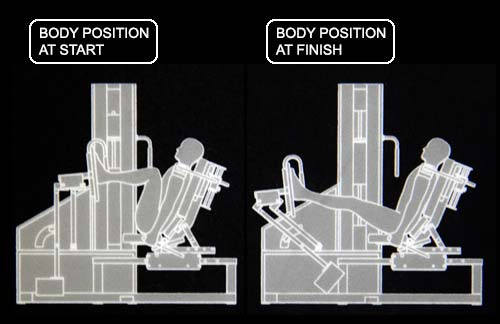 BODY POSITION
AT START
BODY POSITION
AT FINISH